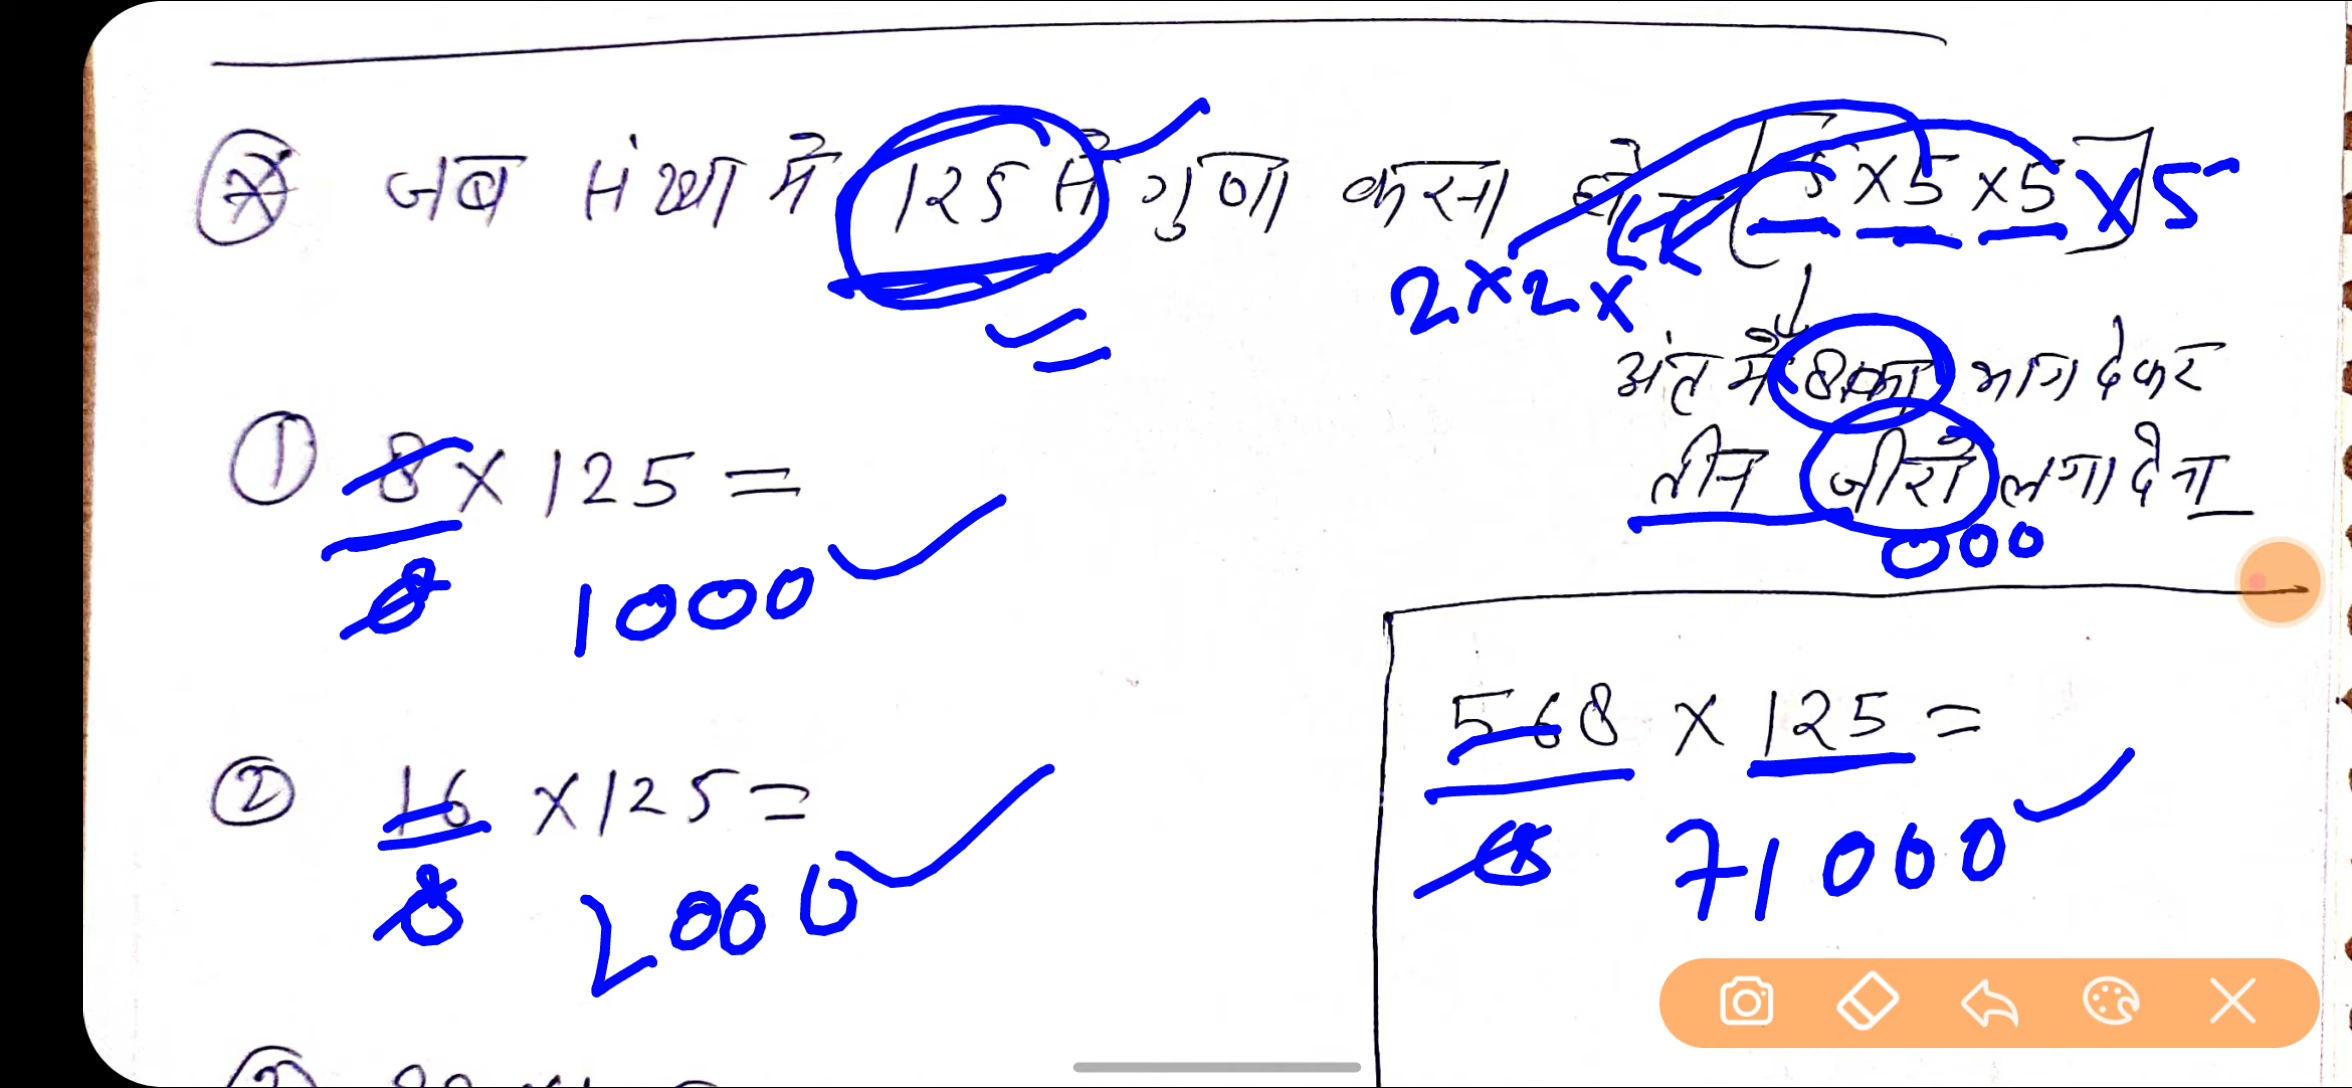 जब संख्या में 125 से गुणा करना हो [5×5×5] ×5
2×2×
अंत में 8 का भाग देकर
तीन जीरो लगा देना
000
① 8×125=
8 1000
② 16 ×125=
8 2000
568 × 125 =
8 71000